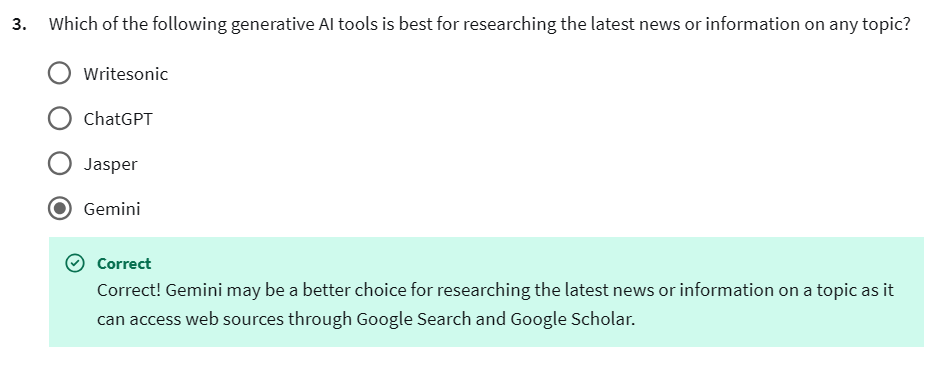 3. Which of the following generative AI tools is best for researching the latest news or information on any topic?
Writesonic
ChatGPT
Jasper
Gemini
Correct
Correct! Gemini may be a better choice for researching the latest news or information on a topic as it
can access web sources through Google Search and Google Scholar.